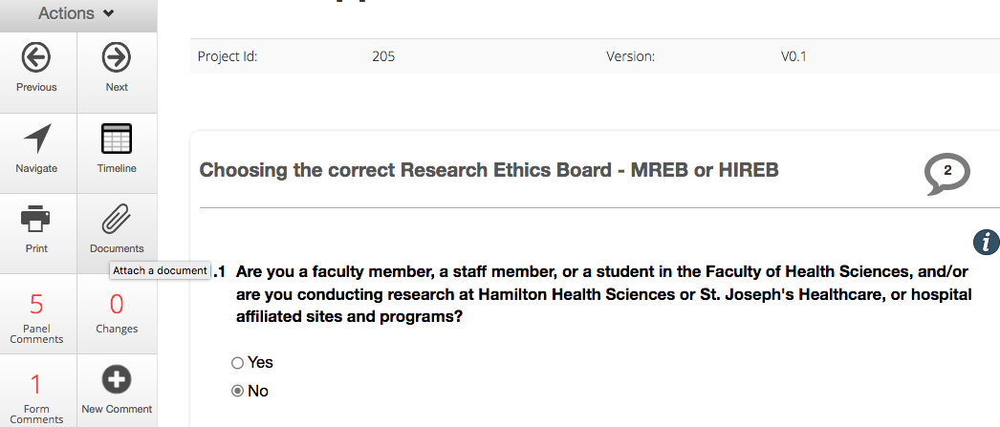 Actions
Previous
Next
Navigate
Timeline
Print
Documents
Attach a document
5
Panel
Comments
0
Changes
1
Form
Comments
New Comment
Project Id:
205
Version:
V0.1
Choosing the correct Research Ethics Board - MREB or HIREB
2
i
.1 Are you a faculty member, a staff member, or a student in the Faculty of Health Sciences, and/or
are you conducting research at Hamilton Health Sciences or St. Joseph's Healthcare, or hospital
affiliated sites and programs?
Yes
No